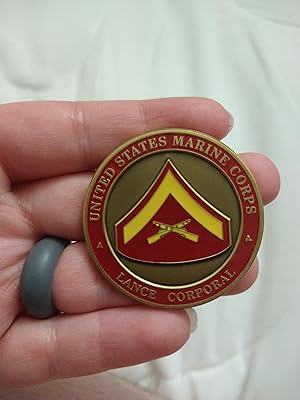 UNITED STATES MARINE CORPS
LANCE CORPORAL